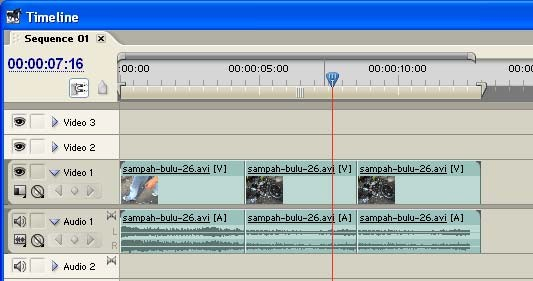 Timeline
Sequence 01
00:00:07:16
:00:00 00:00:05:00 00:00:10:00 00:0
Video 3
Video 2
Video 1
sampah-bulu-26.avi [V] sampah-bulu-26.avi [V] sampah-bulu-26.avi [V]
Audio 1
sampah-bulu-26.avi [A] sampah-bulu-26.avi [A] sampah-bulu-26.avi [A]
L
R
Audio 2